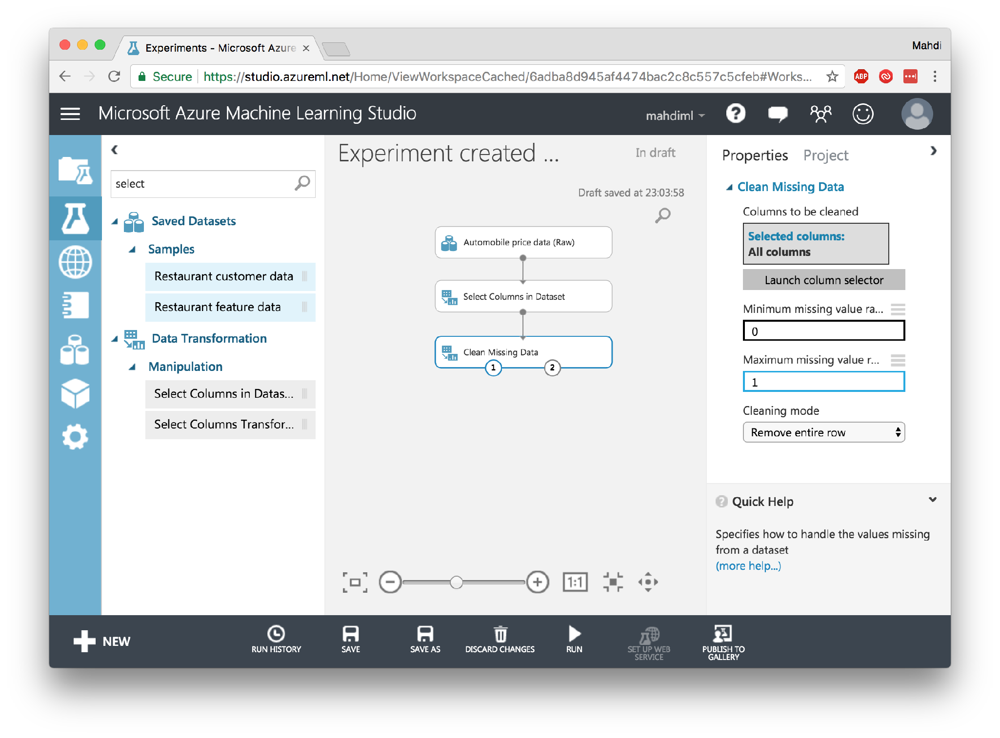 Experiments - Microsoft Azure
Mahdi
Secure https://studio.azureml.net/Home/ViewWorkspaceCached/6adba8d945af4474bac2c8c557c5cfeb#Works...
ABP
Microsoft Azure Machine Learning Studio
mahdiml
select
Saved Datasets
Samples
Restaurant customer data
Restaurant feature data
Data Transformation
Manipulation
Select Columns in Datas...
Select Columns Transfor...
Experiment created ...
In draft
Draft saved at 23:03:58
Automobile price data (Raw)
Select Columns in Dataset
Clean Missing Data
1
2
1:1
Properties Project
Clean Missing Data
Columns to be cleaned
Selected columns:
All columns
Launch column selector
Minimum missing value ra...
0
Maximum missing value r...
1
Cleaning mode
Remove entire row
Quick Help
Specifies how to handle the values missing
from a dataset
(more help...)
NEW
RUN HISTORY
SAVE
SAVE AS
DISCARD CHANGES
RUN
SET UP WEB
SERVICE
PUBLISH TO
GALLERY